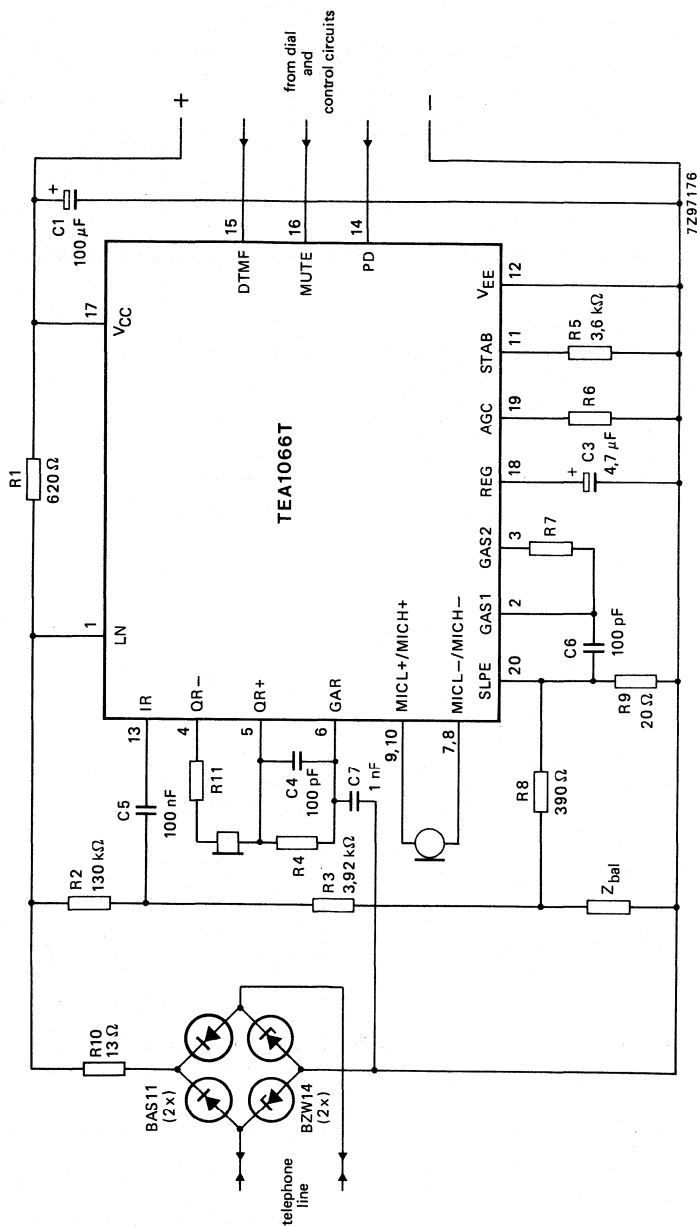 R1
620 Ω
C1
100 µF
+
+
from dial
and
control circuits
−
R10
13 Ω
R2
130 kΩ
1
LN
17
VCC
BAS11
(2x)
BZW14
(2x)
telephone
line
C5
100 nF
13
IR
15
DTMF
16
MUTE
14
PD
TEA1066T
R11
4
QR−
5
QR+
C4
100 pF
R4
6
GAR
C7
1 nF
R3
3,92 kΩ
9,10
MICL+/MICH+
7,8
MICL−/MICH−
SLPE
GAS1
GAS2
REG
AGC
STAB
VEE
20
2
3
18
19
11
12
R8
390 Ω
C6
100 pF
R7
+
C3
4,7 µF
R6
R5
3,6 kΩ
Zbal
R9
20 Ω
7Z97176